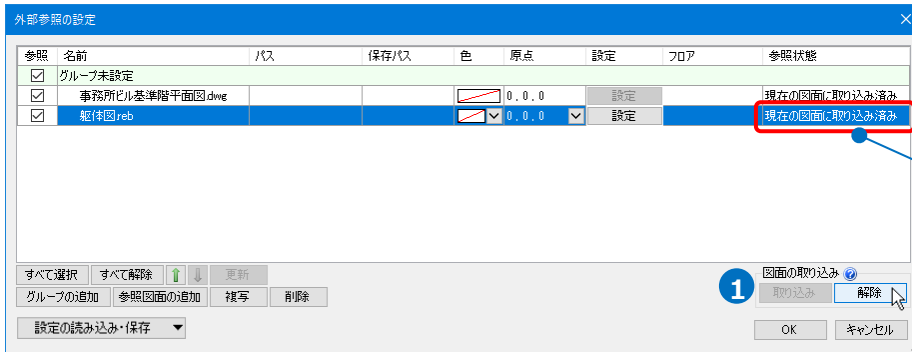 外部参照の設定
参照 名前 パス 保存パス 色 原点 設定 フロア 参照状態
グループ未設定
事務所ビル基準階平面図.dwg 0,0,0 設定 現在の図面に取り込み済み
躯体図.reb 0,0,0 設定 現在の図面に取り込み済み
すべて選択 すべて解除 更新 図面の取り込み
グループの追加 参照図面の追加 複写 削除 1 取り込み 解除
設定の読み込み・保存 OK キャンセル